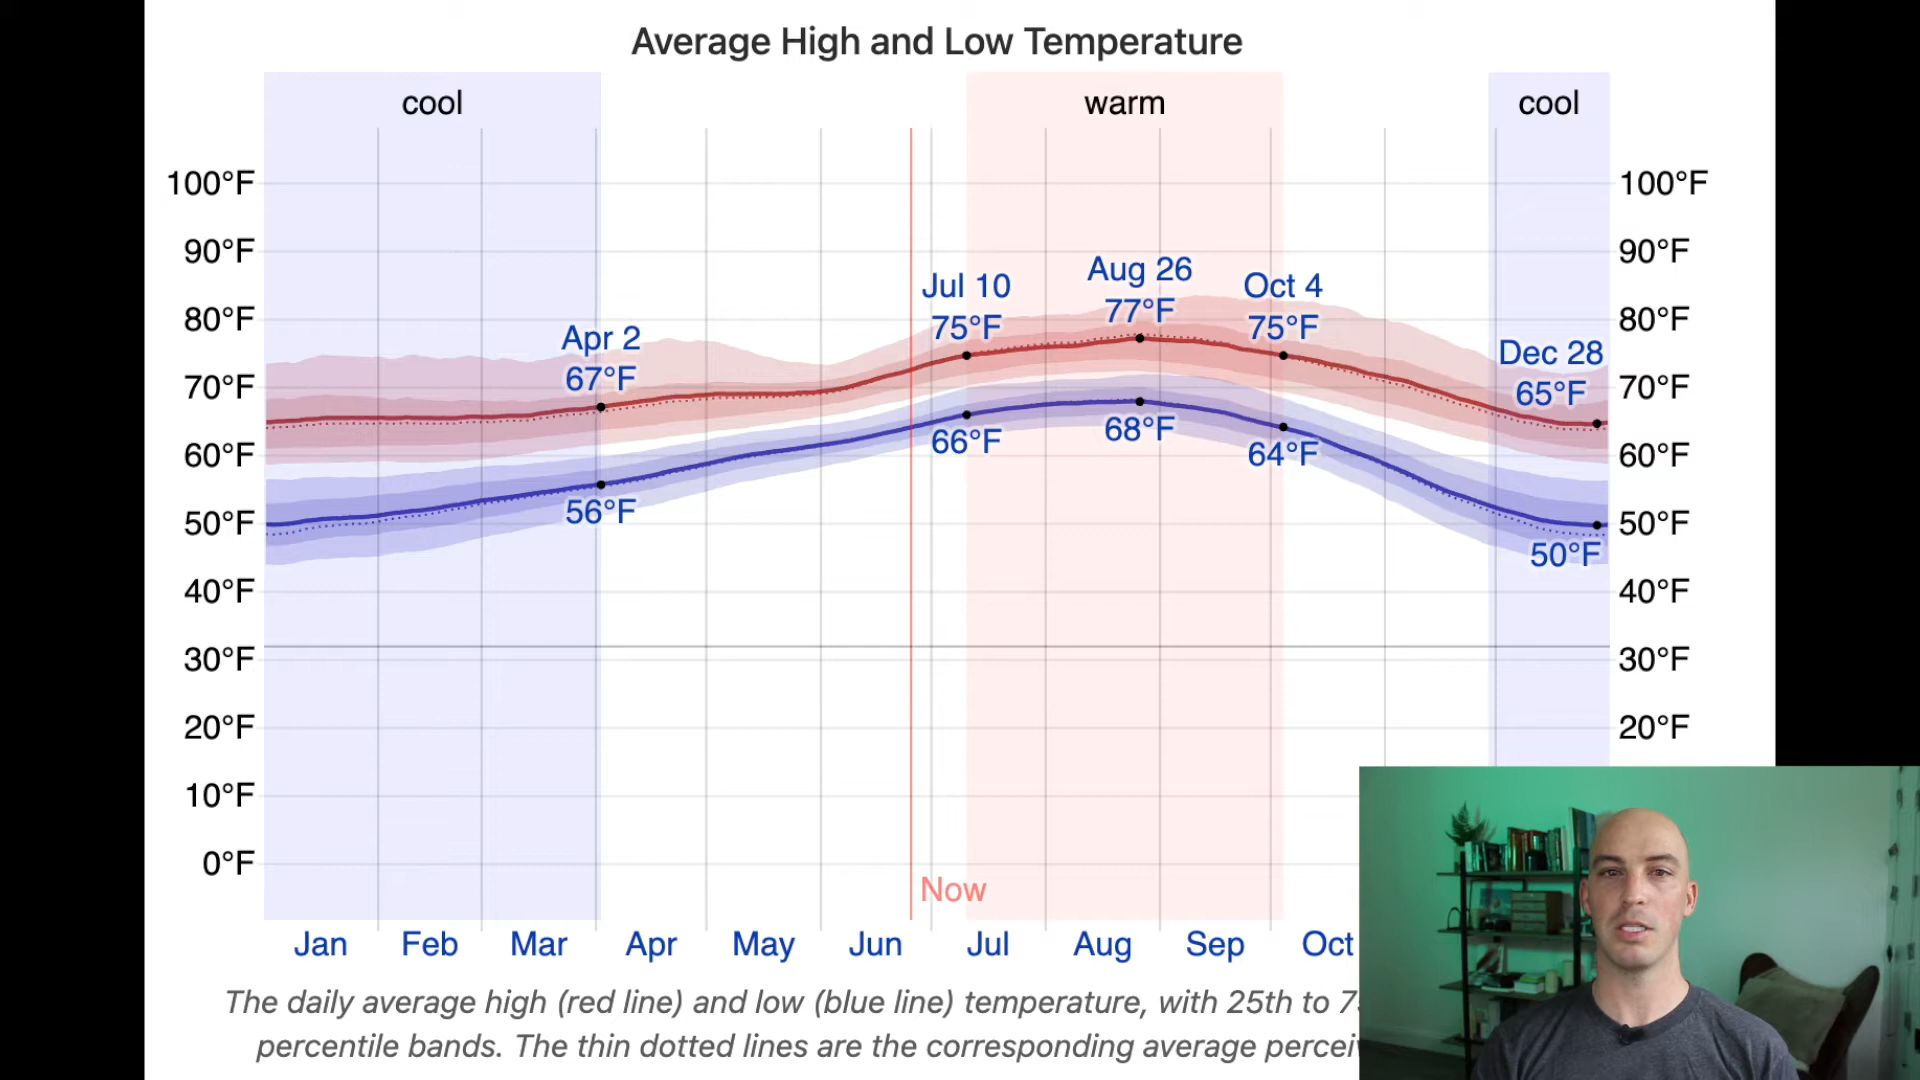 Average High and Low Temperature
cool warm cool
100°F 100°F
90°F 90°F
80°F 80°F
70°F 70°F
60°F 60°F
50°F 50°F
40°F 40°F
30°F 30°F
20°F 20°F
10°F
0°F
Apr 2
67°F
56°F
Jul 10
75°F
66°F
Aug 26
77°F
68°F
Oct 4
75°F
64°F
Dec 28
65°F
50°F
Now
Jan Feb Mar Apr May Jun Jul Aug Sep Oct
The daily average high (red line) and low (blue line) temperature, with 25th to
percentile bands. The thin dotted lines are the corresponding average